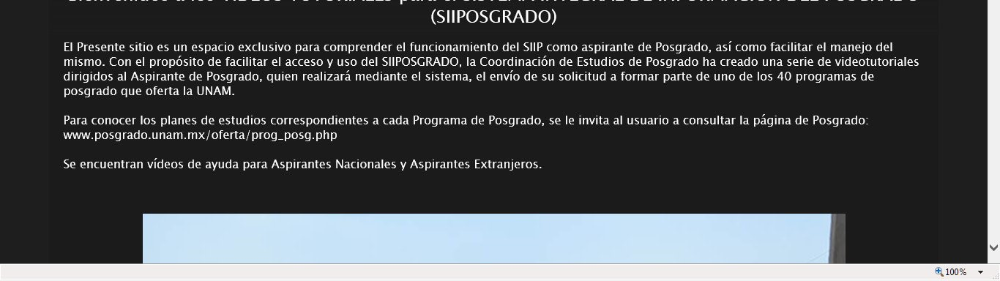 (SIIPOSGRADO)
El Presente sitio es un espacio exclusivo para comprender el funcionamiento del SIIP como aspirante de Posgrado, así como facilitar el manejo del
mismo. Con el propósito de facilitar el acceso y uso del SIIPOSGRADO, la Coordinación de Estudios de Posgrado ha creado una serie de videotutoriales
dirigidos al Aspirante de Posgrado, quien realizará mediante el sistema, el envío de su solicitud a formar parte de uno de los 40 programas de
posgrado que oferta la UNAM.
Para conocer los planes de estudios correspondientes a cada Programa de Posgrado, se le invita al usuario a consultar la página de Posgrado:
www.posgrado.unam.mx/oferta/prog_posg.php
Se encuentran vídeos de ayuda para Aspirantes Nacionales y Aspirantes Extranjeros.
100%